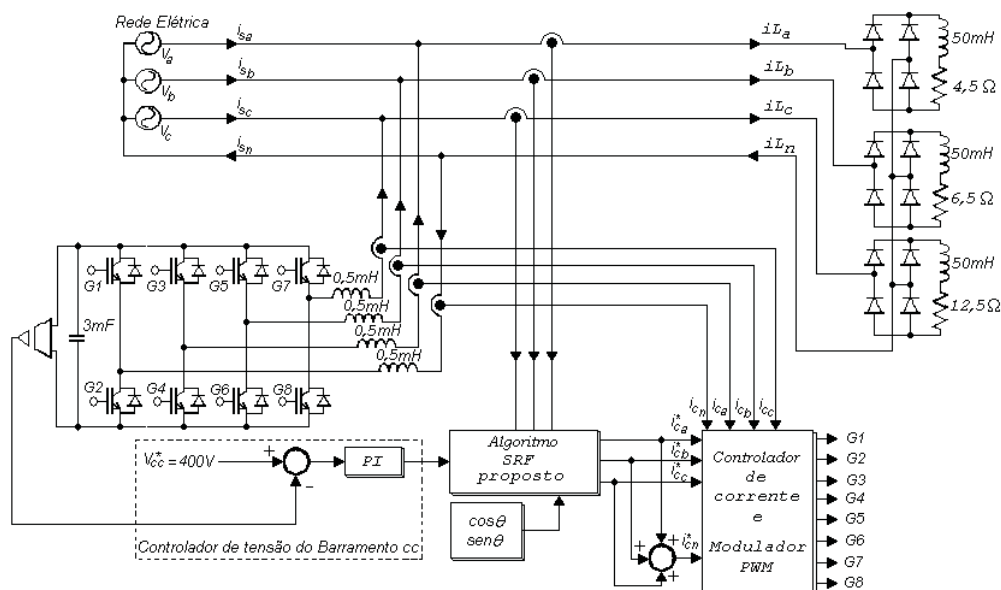 Rede Elétrica
Va
Vb
Vc
isa
isb
isc
isn
iLa
iLb
iLc
iLn
50mH
4,5 Ω
50mH
6,5 Ω
50mH
12,5 Ω
G1
G3
G5
G7
G2
G4
G6
G8
3mF
0,5mH
0,5mH
0,5mH
0,5mH
icn
ica
icb
icc
V*cc = 400V
+
−
PI
Controlador de tensão do Barramento cc
Algoritmo
SRF
proposto
cosθ
senθ
i*ca
i*cb
i*cc
i*cn
+
+
+
Controlador
de
corrente
e
Modulador
PWM
G1
G2
G3
G4
G5
G6
G7
G8